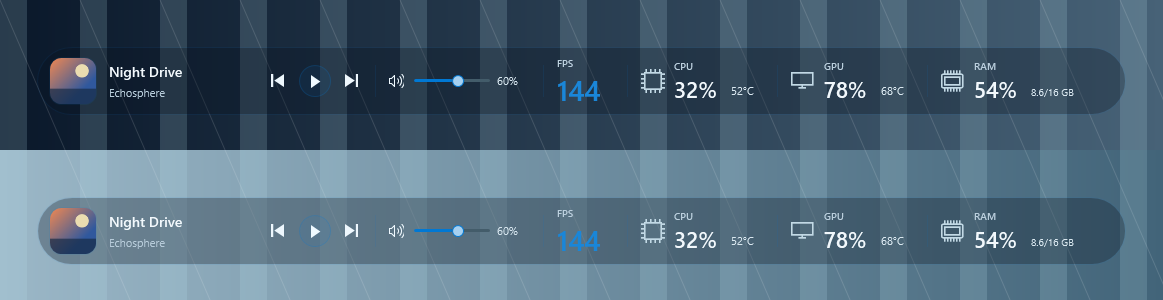 Night Drive
Echosphere
60%
FPS
144
CPU
32% 52°C
GPU
78% 68°C
RAM
54% 8.6/16 GB
Night Drive
Echosphere
60%
FPS
144
CPU
32% 52°C
GPU
78% 68°C
RAM
54% 8.6/16 GB